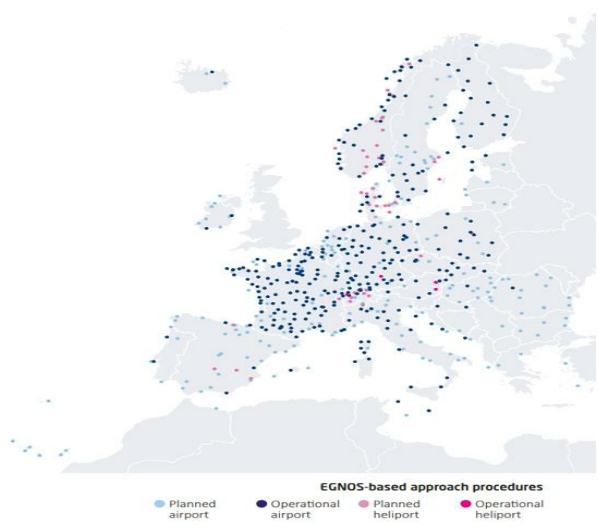 EGNOS-based approach procedures
Planned airport
Operational airport
Planned heliport
Operational heliport